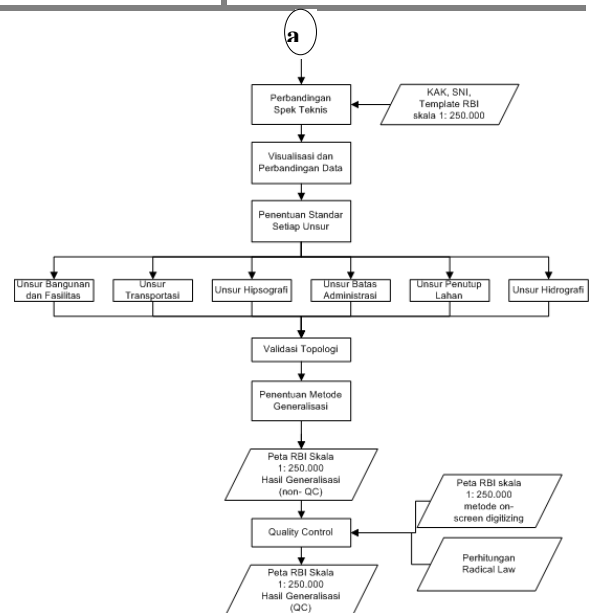 a
Perbandingan
Spek Teknis
KAK, SNI,
Template RBI
skala 1: 250.000
Visualisasi dan
Perbandingan Data
Penentuan Standar
Setiap Unsur
Unsur Bangunan
dan Fasilitas
Unsur
Transportasi
Unsur Hipsografi
Unsur Batas
Administrasi
Unsur Penutup
Lahan
Unsur Hidrografi
Validasi Topologi
Penentuan Metode
Generalisasi
Peta RBI Skala
1: 250.000
Hasil Generalisasi
(non- QC)
Peta RBI skala
1: 250.000
metode on-
screen digitizing
Quality Control
Perhitungan
Radical Law
Peta RBI Skala
1: 250.000
Hasil Generalisasi
(QC)